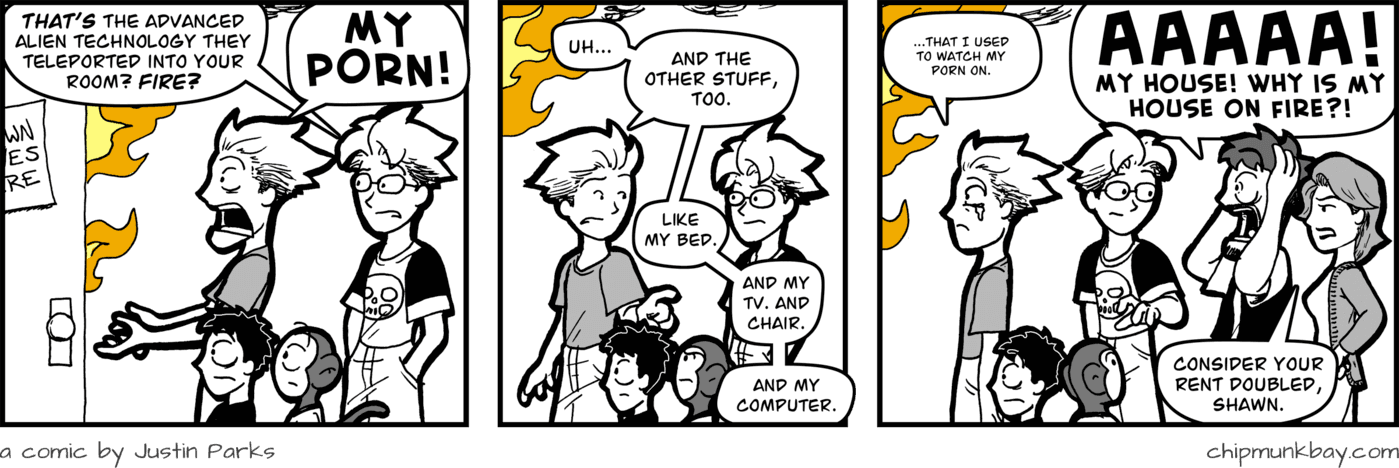 THAT'S THE ADVANCED
ALIEN TECHNOLOGY THEY
TELEPORTED INTO YOUR
ROOM? FIRE?
MY
PORN!
WN
ES
RE
UH...
AND THE
OTHER STUFF,
TOO.
LIKE
MY BED.
AND MY
TV. AND
CHAIR.
AND MY
COMPUTER.
...THAT I USED
TO WATCH MY
PORN ON.
AAAAA!
MY HOUSE! WHY IS MY
HOUSE ON FIRE?!
CONSIDER YOUR
RENT DOUBLED,
SHAWN.
a comic by Justin Parks
chipmunkbay.com